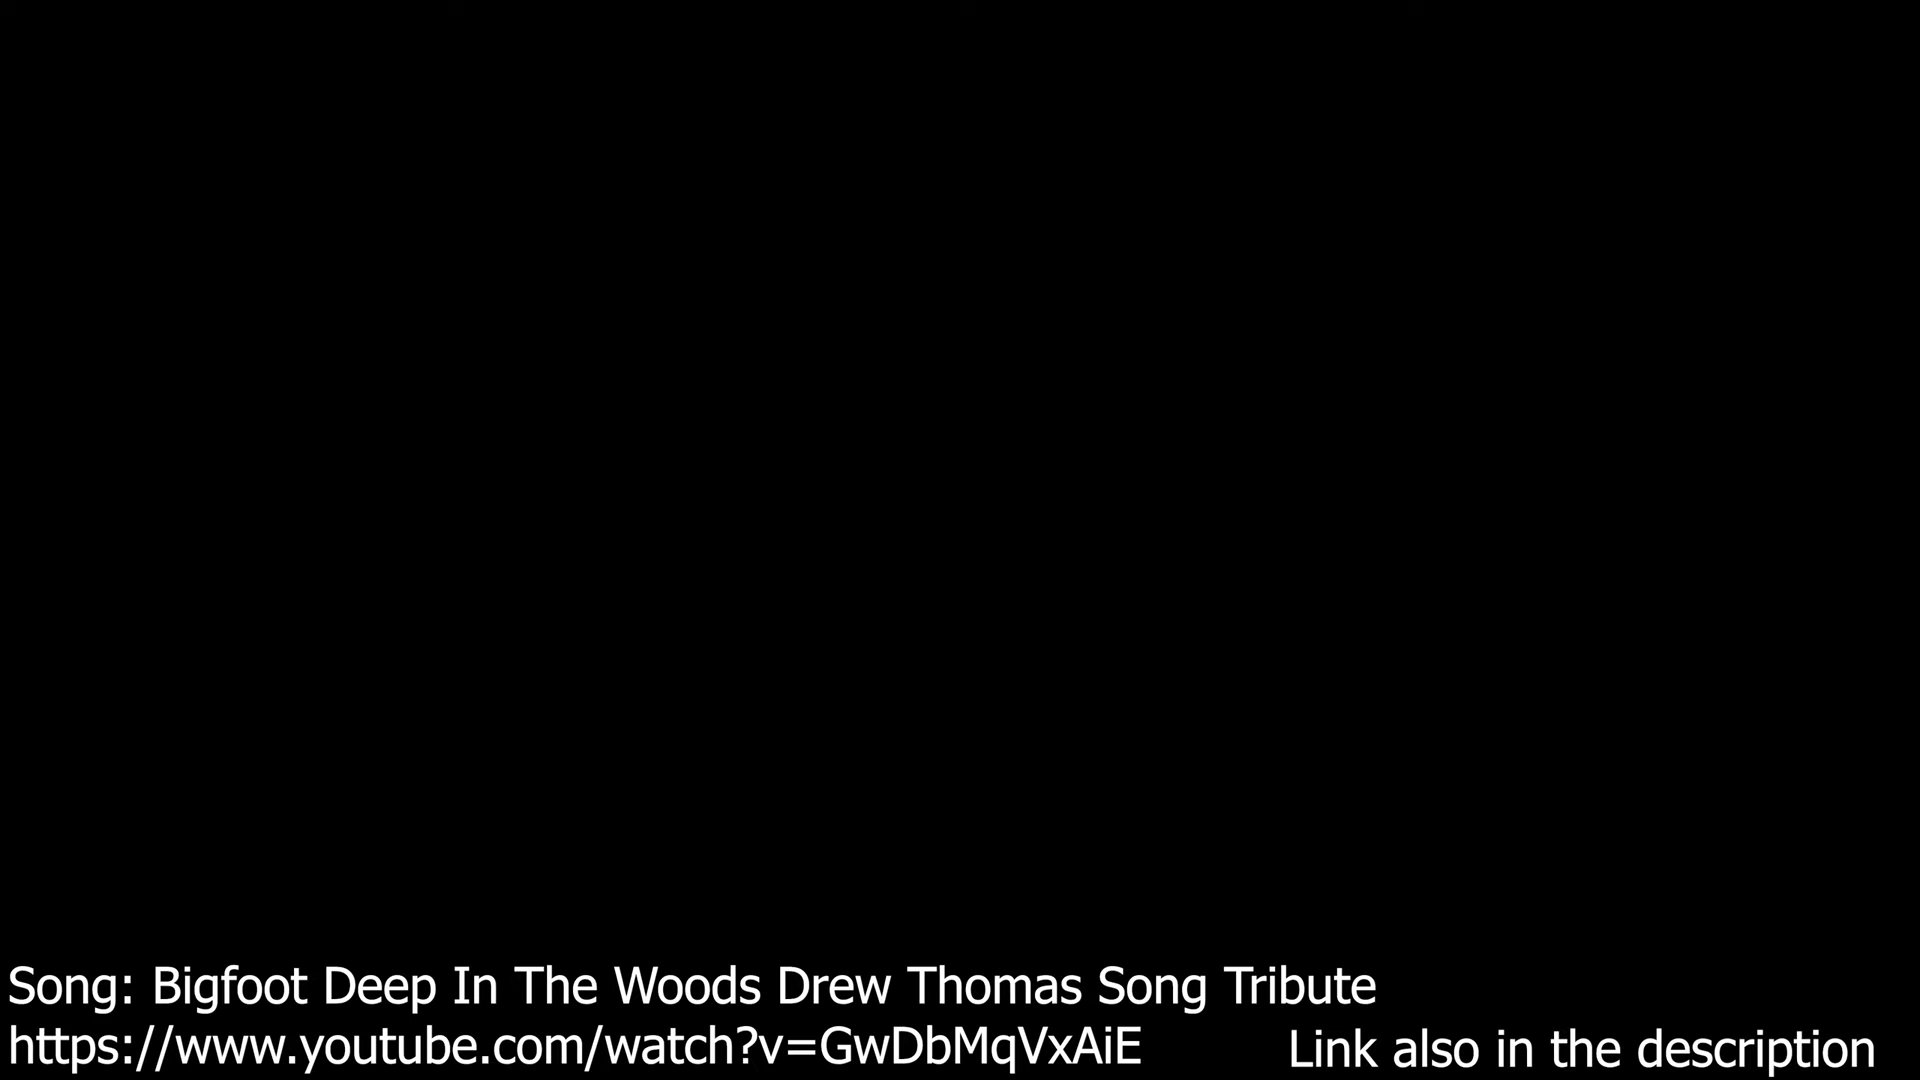 Song: Bigfoot Deep In The Woods Drew Thomas Song Tribute
https://www.youtube.com/watch?v=GwDbMqVxAiE
Link also in the description